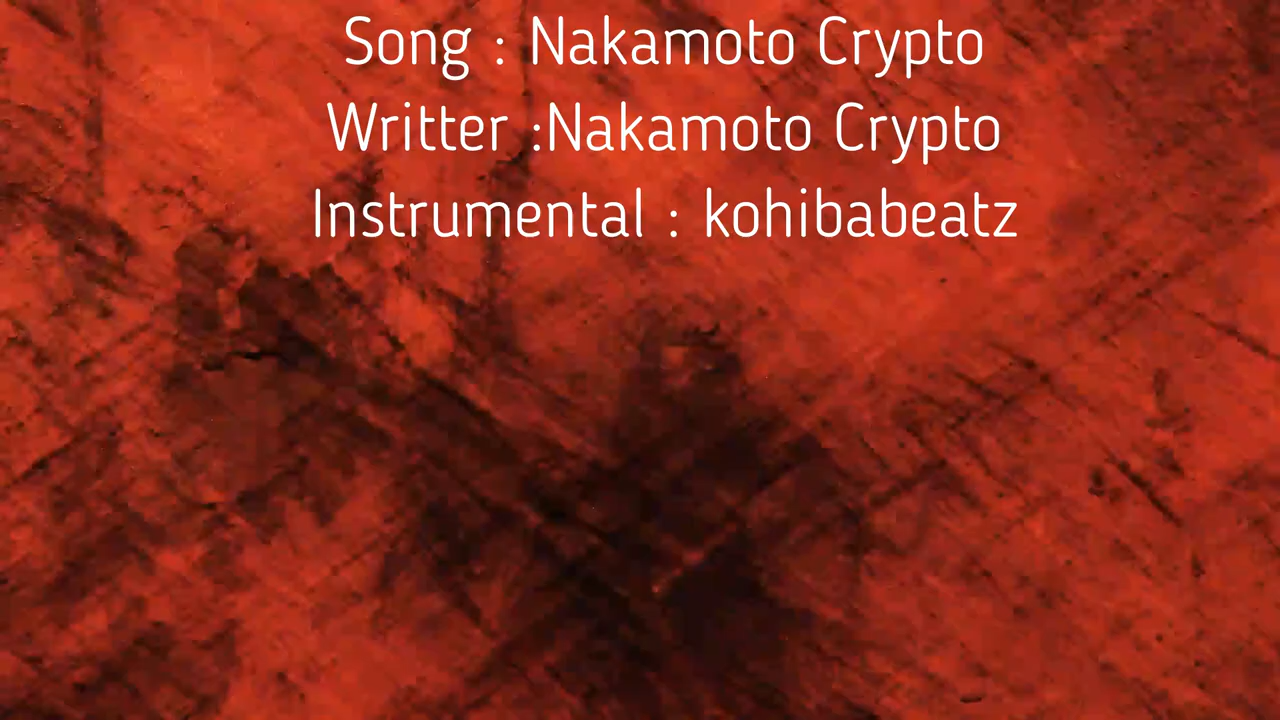 Song : Nakamoto Crypto
Writter :Nakamoto Crypto
Instrumental : kohibabeatz